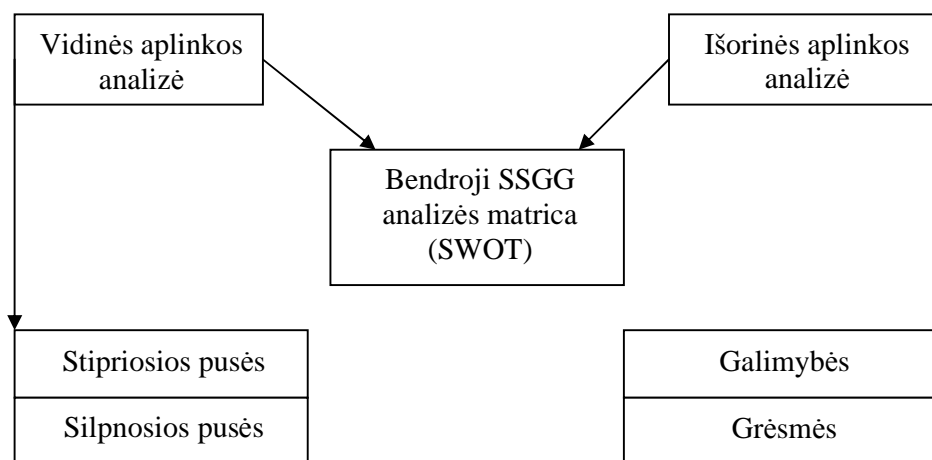 Vidinės aplinkos
analizė
Išorinės aplinkos
analizė
Bendroji SSGG
analizės matrica
(SWOT)
Stipriosios pusės
Silpnosios pusės
Galimybės
Grėsmės